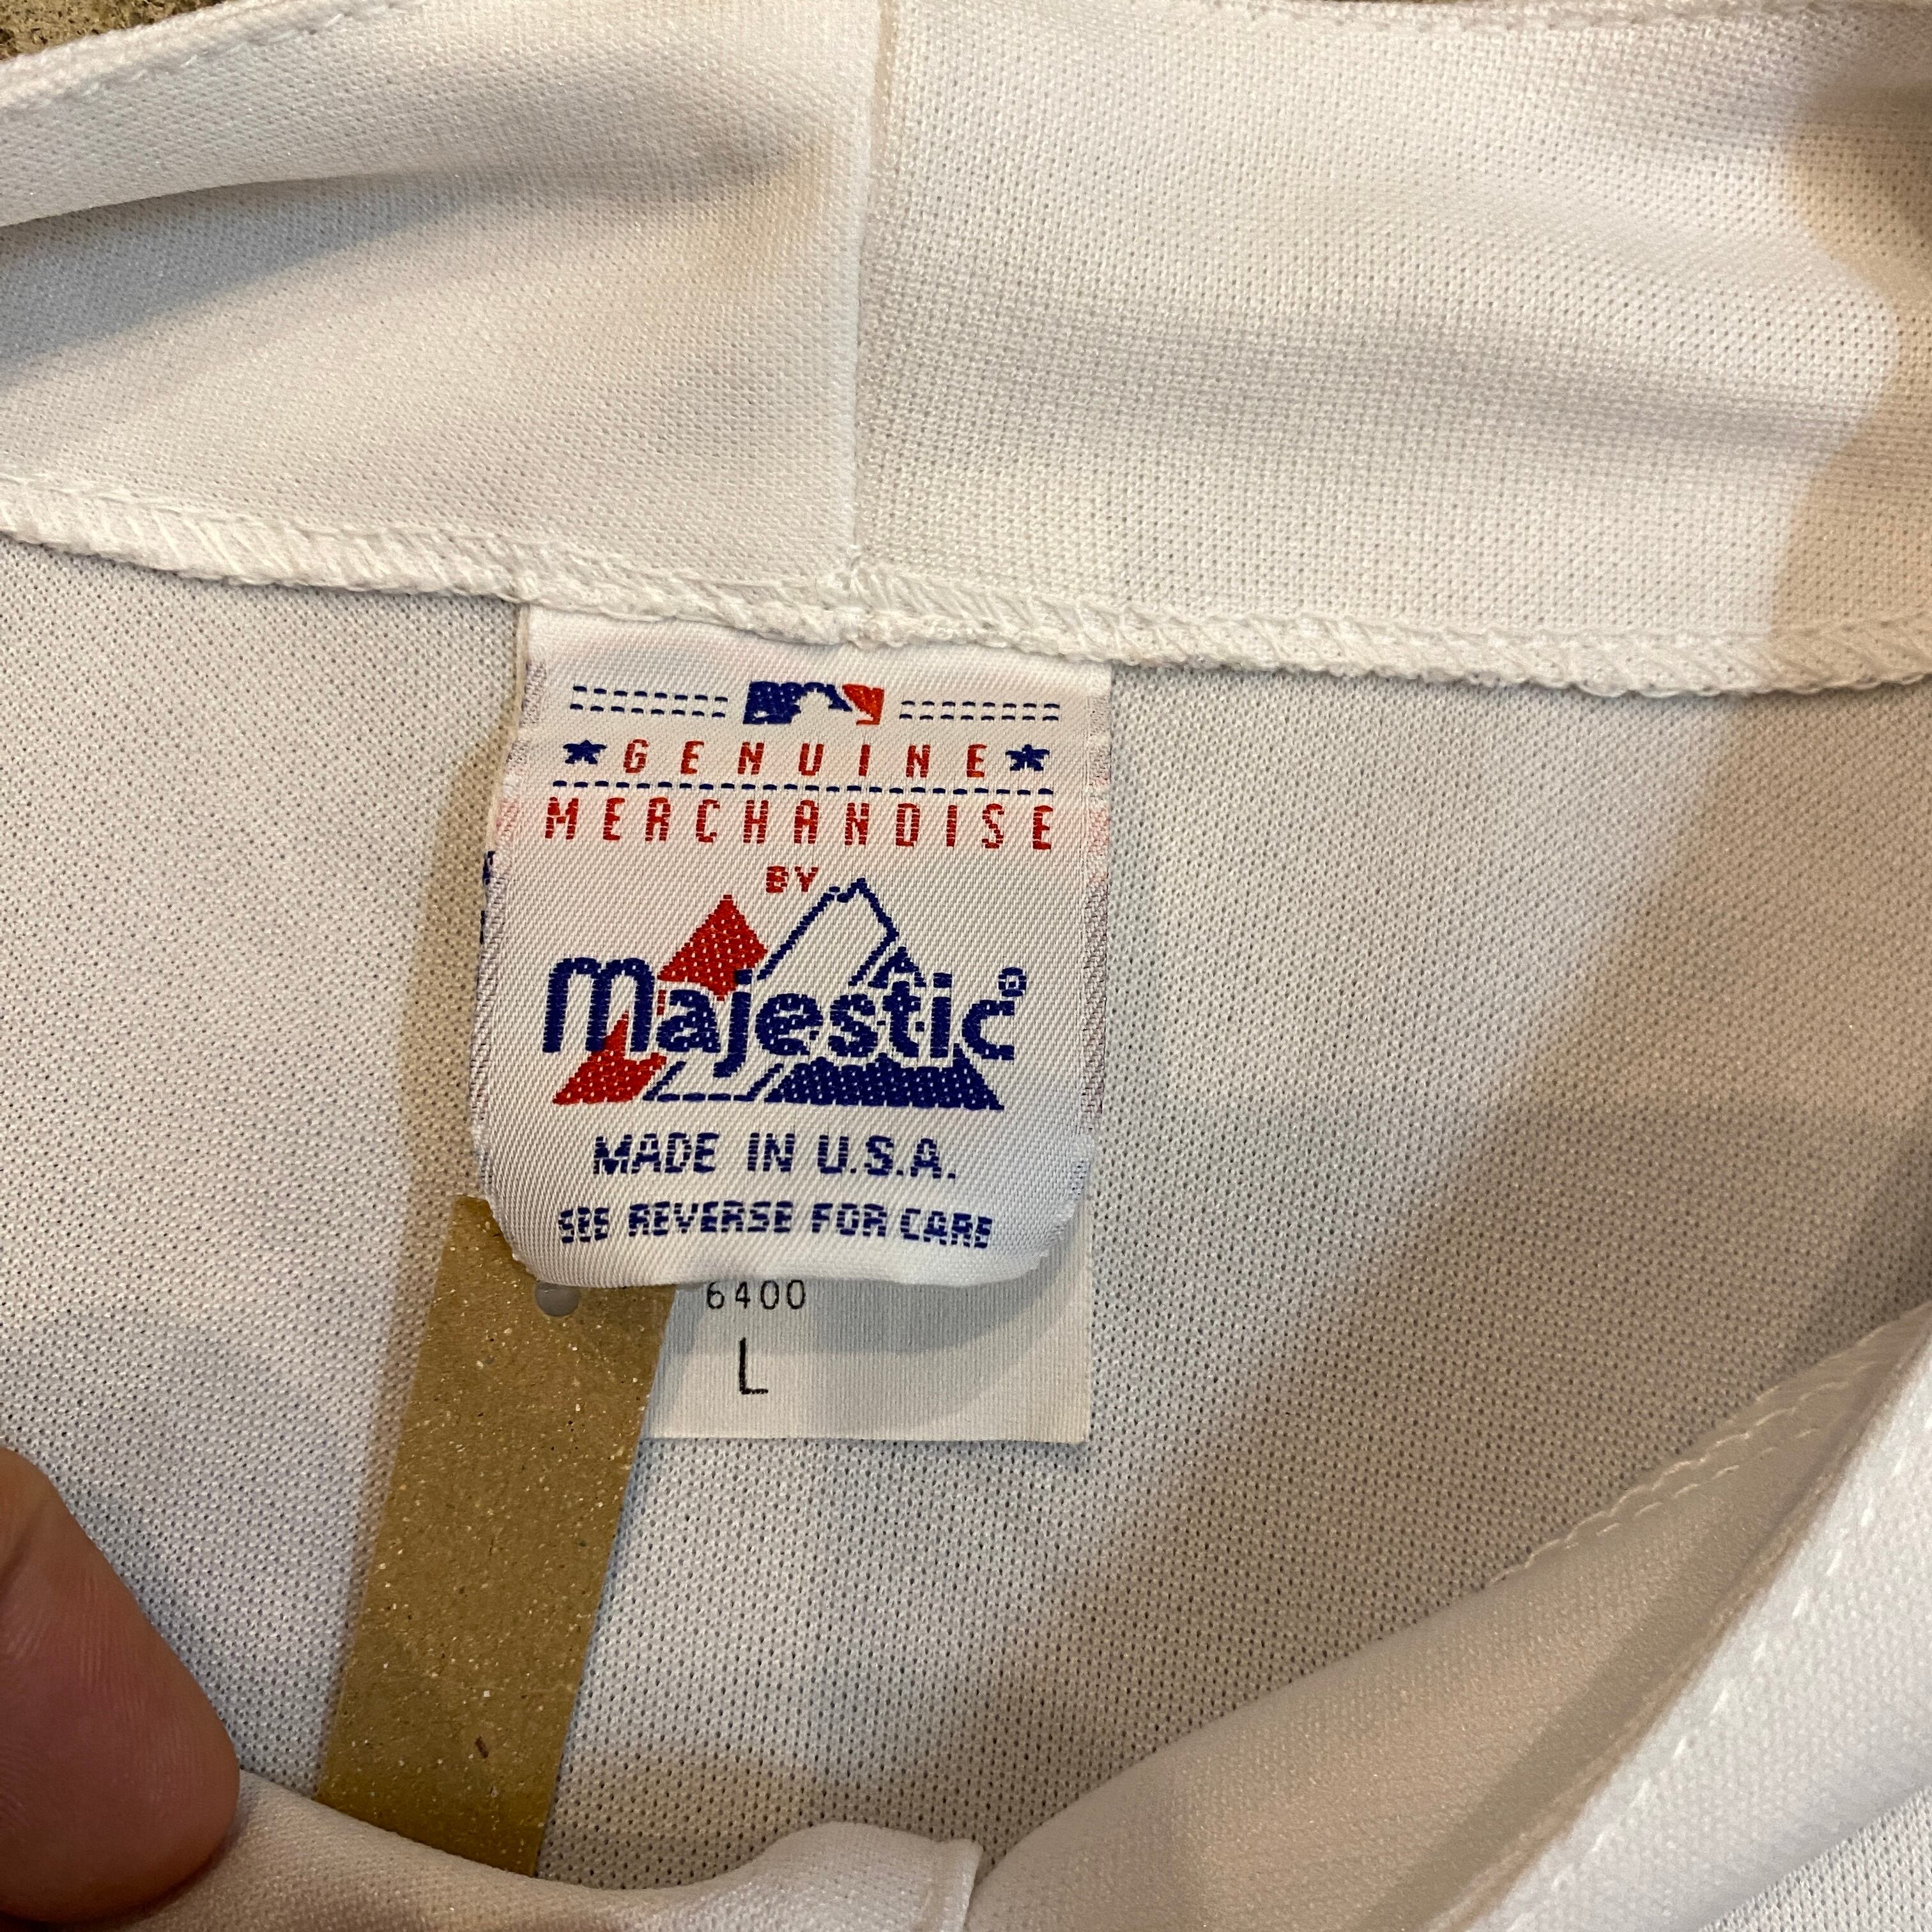 GENUINE
MERCHANDISE
BY
Majestic®
MADE IN U.S.A.
SEE REVERSE FOR CARE
6400
L